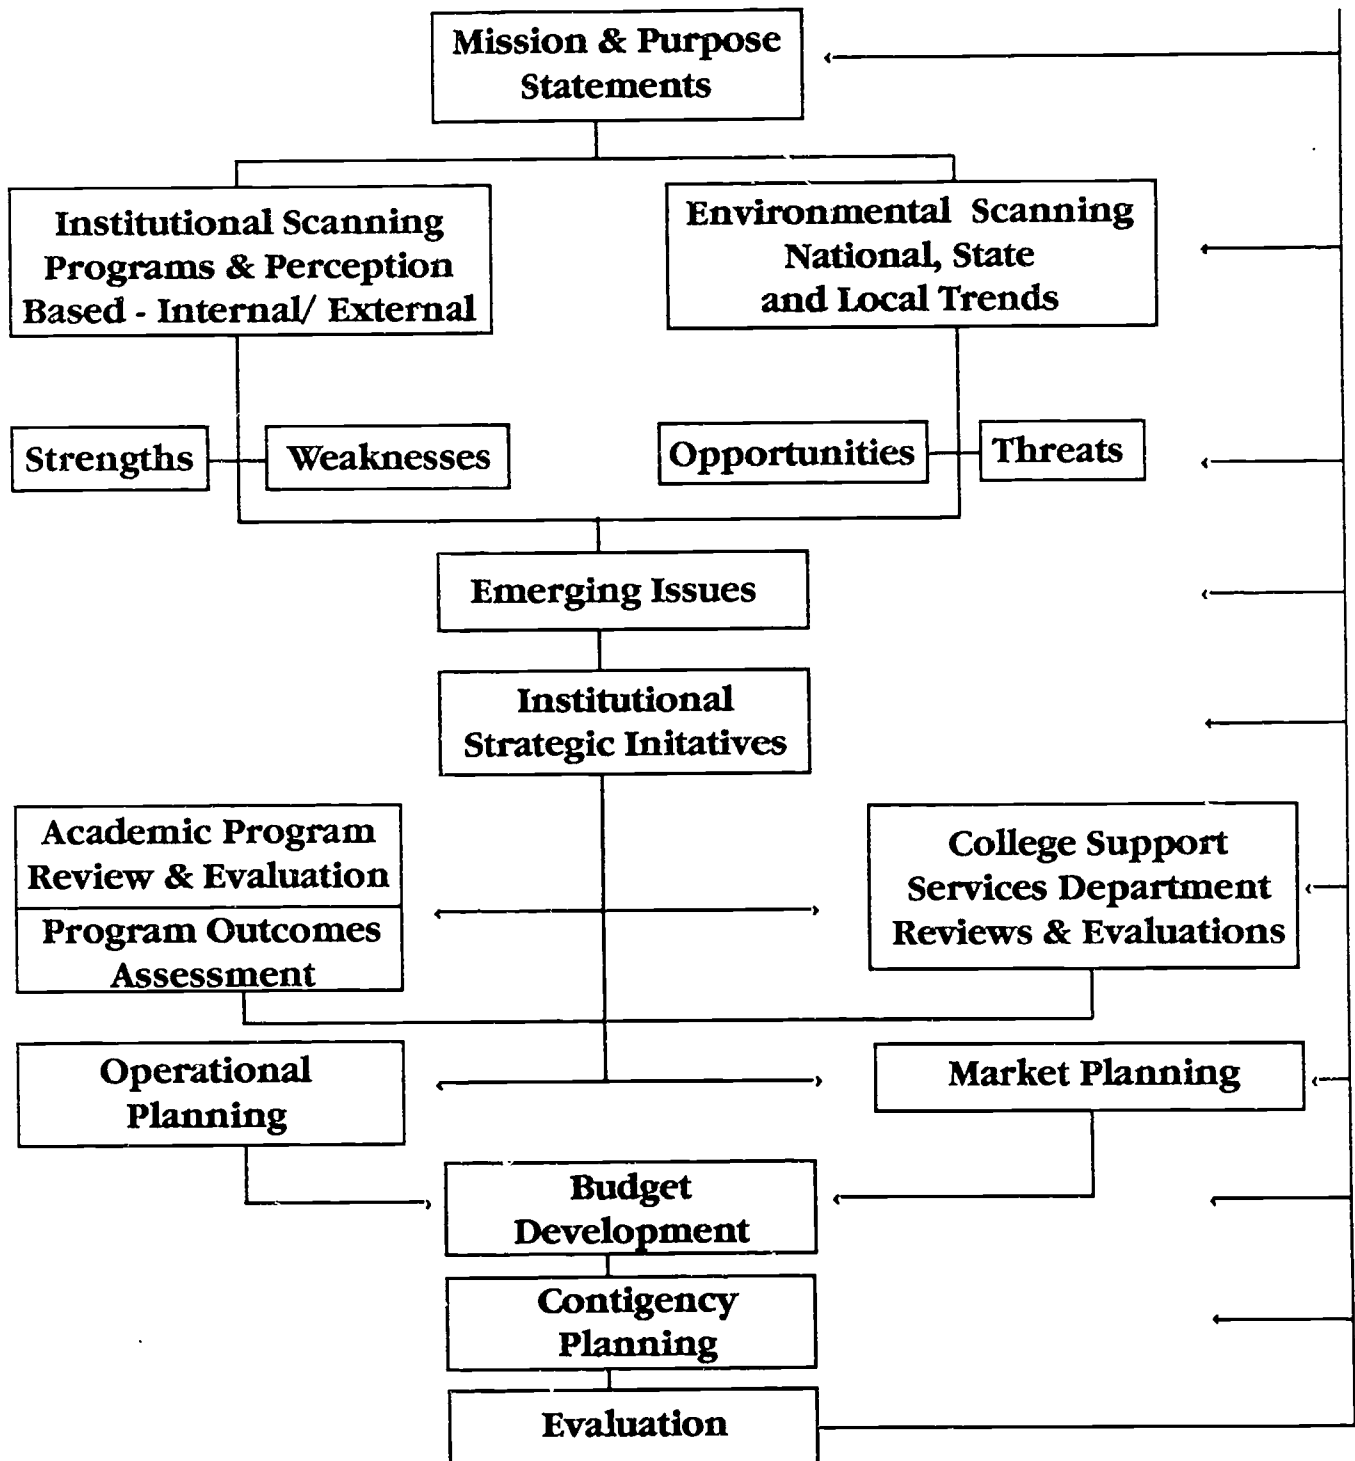 Mission & Purpose
Statements
Institutional Scanning
Programs & Perception
Based - Internal/ External
Environmental Scanning
National, State
and Local Trends
Strengths
Weaknesses
Opportunities
Threats
Emerging Issues
Institutional
Strategic Initatives
Academic Program
Review & Evaluation
Program Outcomes
Assessment
College Support
Services Department
Reviews & Evaluations
Operational
Planning
Market Planning
Budget
Development
Contigency
Planning
Evaluation